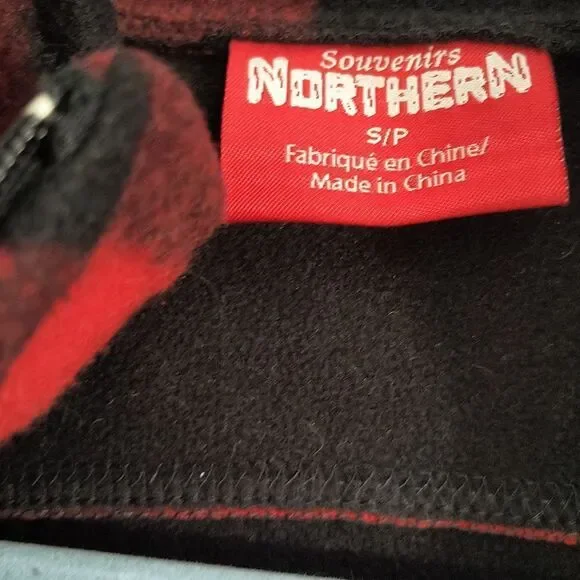 Souvenirs
NORTHERN
S/P
Fabriqué en Chine/
Made in China